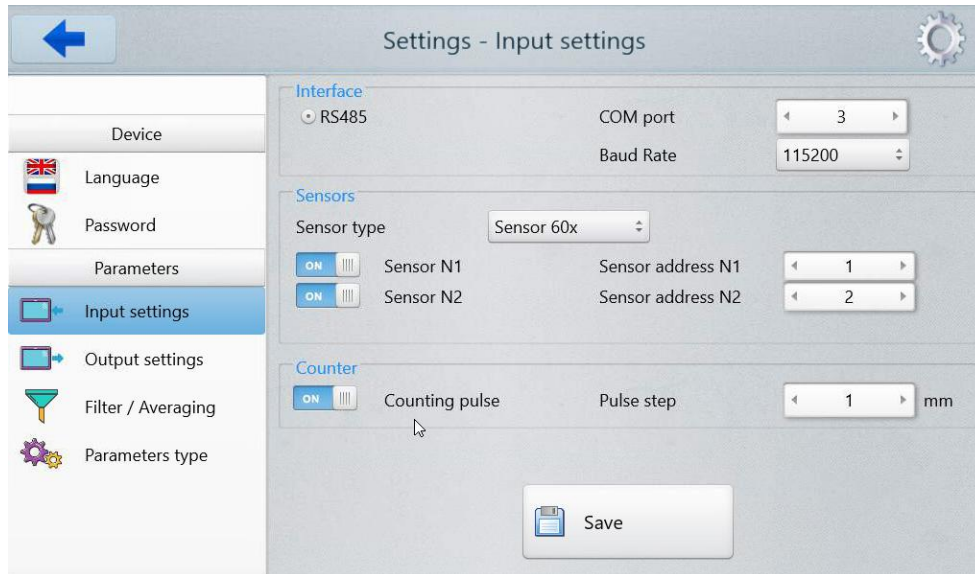 Settings - Input settings
Device
Language
Password
Parameters
Input settings
Output settings
Filter / Averaging
Parameters type
Interface
RS485
COM port 3
Baud Rate 115200
Sensors
Sensor type Sensor 60x
ON Sensor N1 Sensor address N1 1
ON Sensor N2 Sensor address N2 2
Counter
ON Counting pulse Pulse step 1 mm
Save